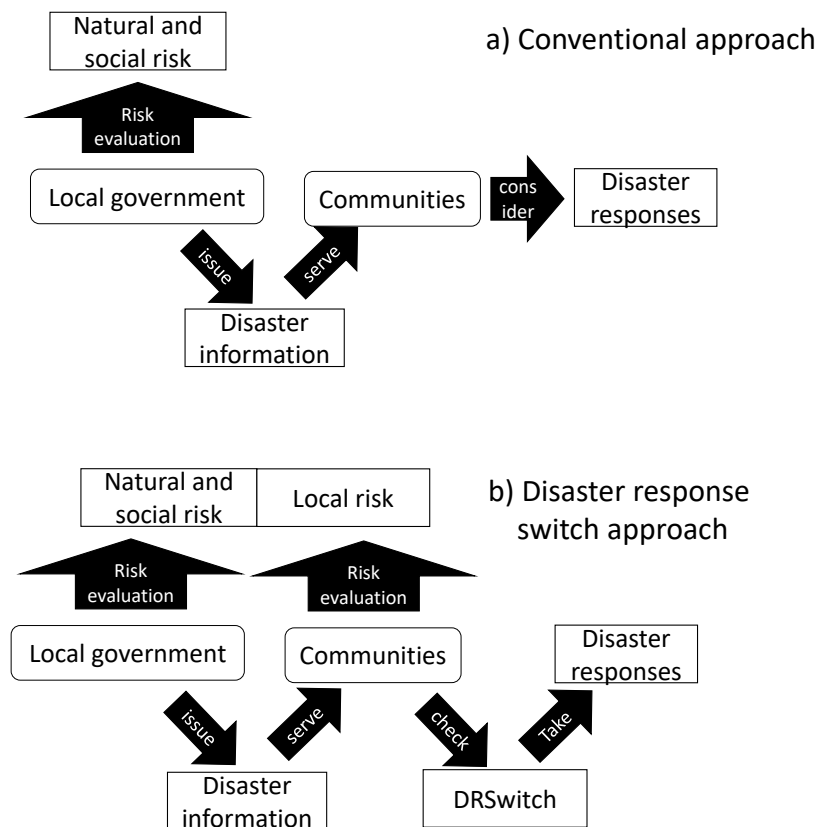 Natural and
social risk
a) Conventional approach
Risk
evaluation
Local government
Communities
cons
ider
Disaster
responses
issue
serve
Disaster
information
Natural and
social risk
Local risk
b) Disaster response
switch approach
Risk
evaluation
Risk
evaluation
Local government
Communities
Disaster
responses
issue
serve
check
Take
Disaster
information
DRSwitch